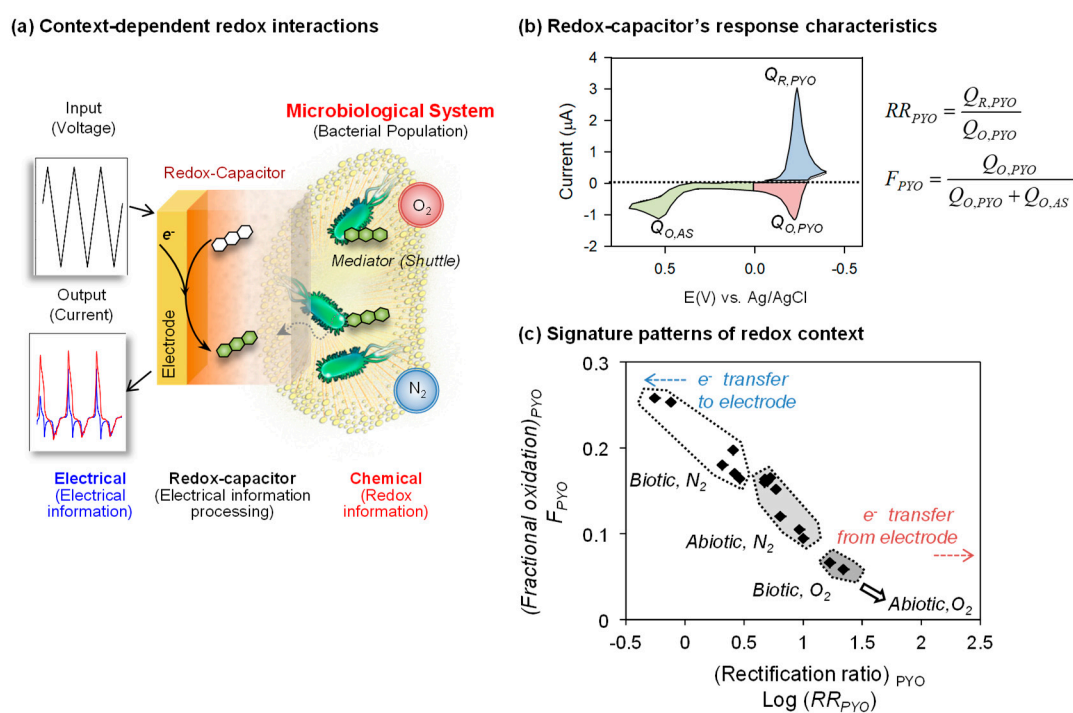 (a) Context-dependent redox interactions
Input
(Voltage)
Microbiological System
(Bacterial Population)
Redox-Capacitor
O2
e-
Mediator (Shuttle)
Output
(Current)
Electrode
N2
Electrical
(Electrical
information)
Redox-capacitor
(Electrical information
processing)
Chemical
(Redox
information)
(b) Redox-capacitor's response characteristics
4
3
2
1
0
-1
-2
Current (μA)
QR,PYO
QO,AS
QO,PYO
0.5
0.0
-0.5
E(V) vs. Ag/AgCl
RRPYO = QR,PYO / QO,PYO
FPYO = QO,PYO / QO,PYO + QO,AS
(c) Signature patterns of redox context
0.3
0.2
0.1
0
(Fractional oxidation)PYO
FPYO
e- transfer
to electrode
Biotic, N2
e- transfer
from electrode
Abiotic, N2
Biotic, O2
Abiotic,O2
-0.5
0
0.5
1
1.5
2
2.5
(Rectification ratio) PYO
Log (RRPYO)